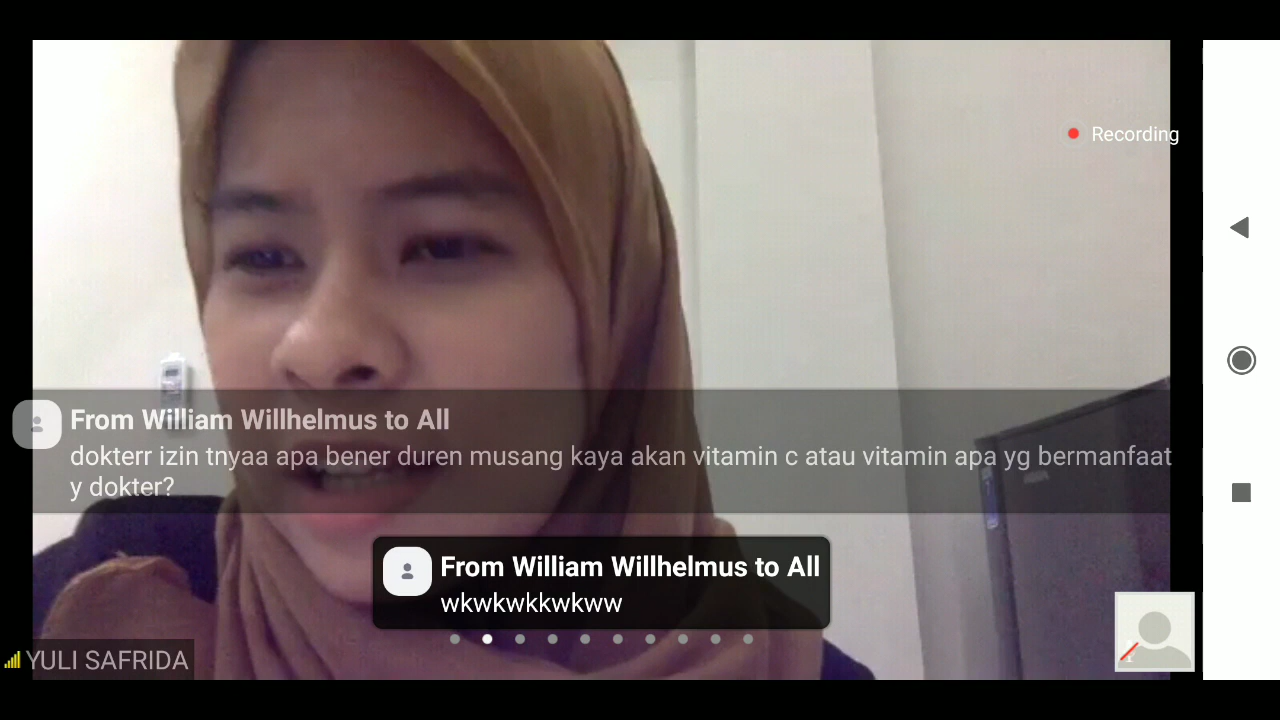 Recording
From William Willhelmus to All
dokterr izin tnyaa apa bener duren musang kaya akan vitamin c atau vitamin apa yg bermanfaat
y dokter?
From William Willhelmus to All
wkwkwkkwkww
YULI SAFRIDA